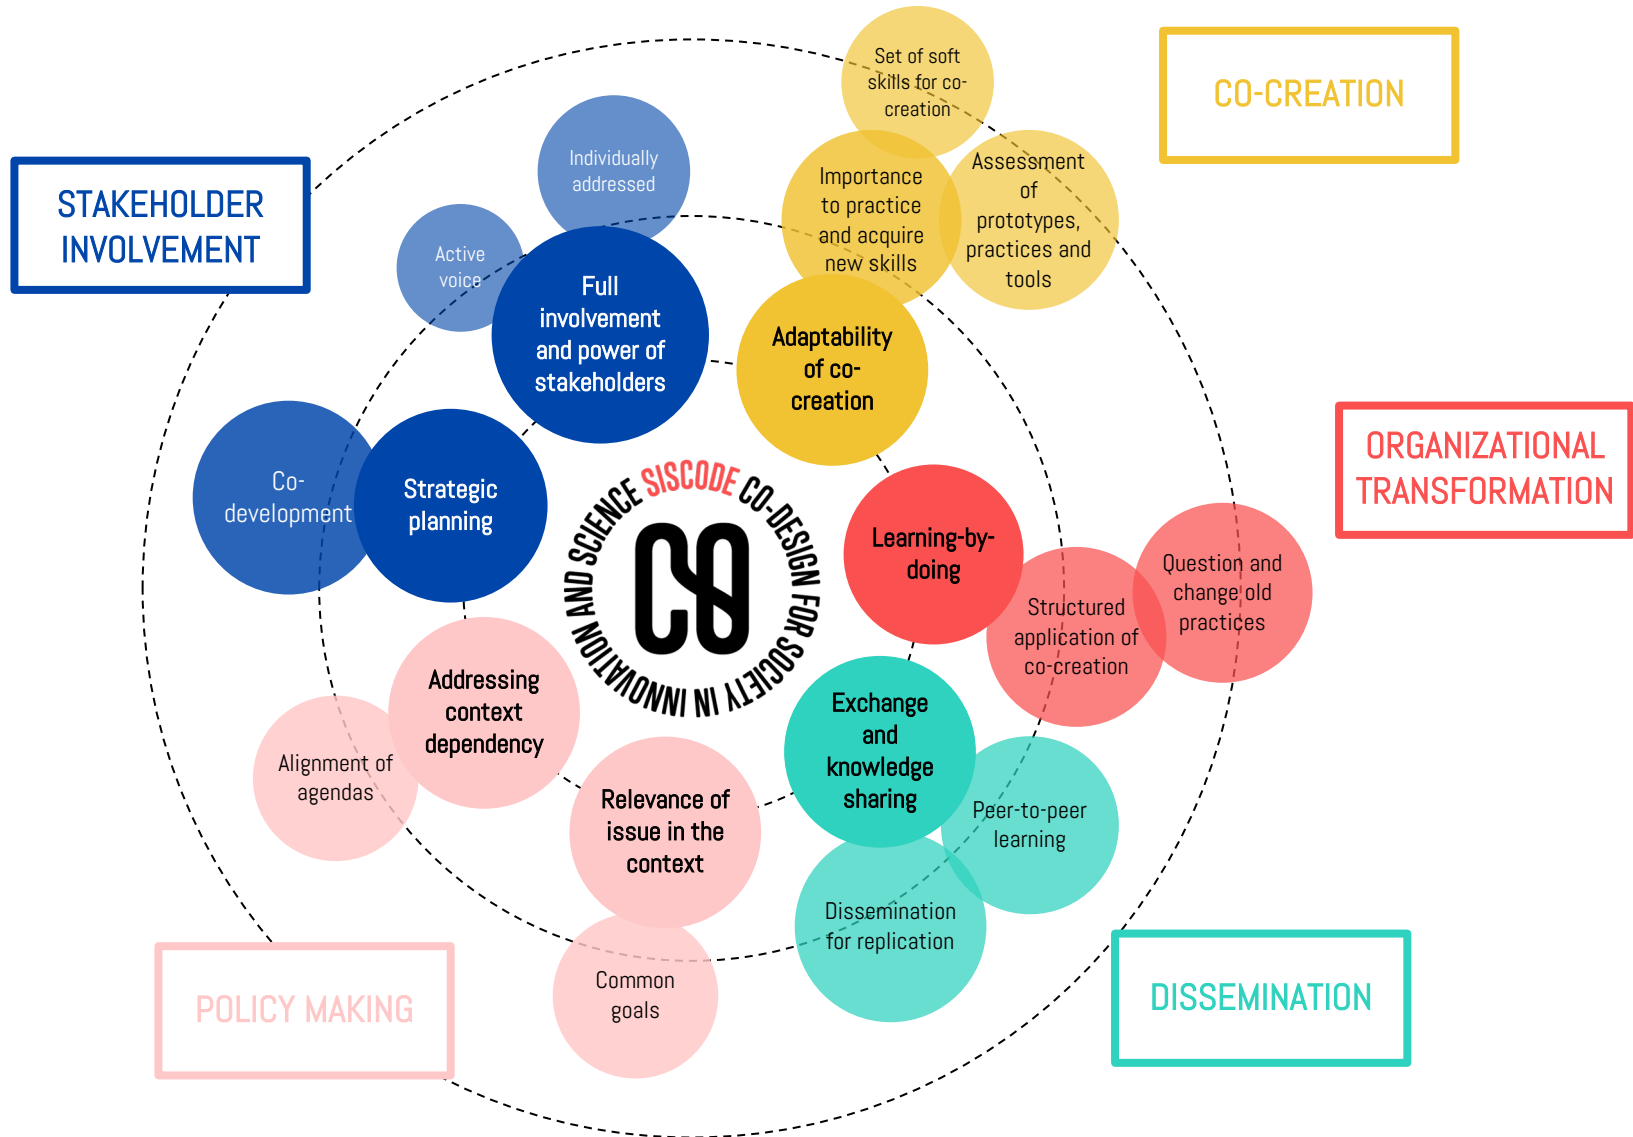 Set of soft
skills for co-
creation
CO-CREATION
Individually
addressed
Importance
to practice
and acquire
new skills
Assessment
of
prototypes,
practices and
tools
STAKEHOLDER
INVOLVEMENT
Active
voice
Full
involvement
and power of
stakeholders
Adaptability
of co-
creation
ORGANIZATIONAL
TRANSFORMATION
Co-
development
Strategic
planning
SISCODE CO-DESIGN FOR SOCIETY IN INNOVATION AND SCIENCE
CO
Learning-by-
doing
Structured
application of
co-creation
Question and
change old
practices
Addressing
context
dependency
Alignment of
agendas
Relevance of
issue in the
context
Exchange
and
knowledge
sharing
Peer-to-peer
learning
Dissemination
for replication
Common
goals
POLICY MAKING
DISSEMINATION